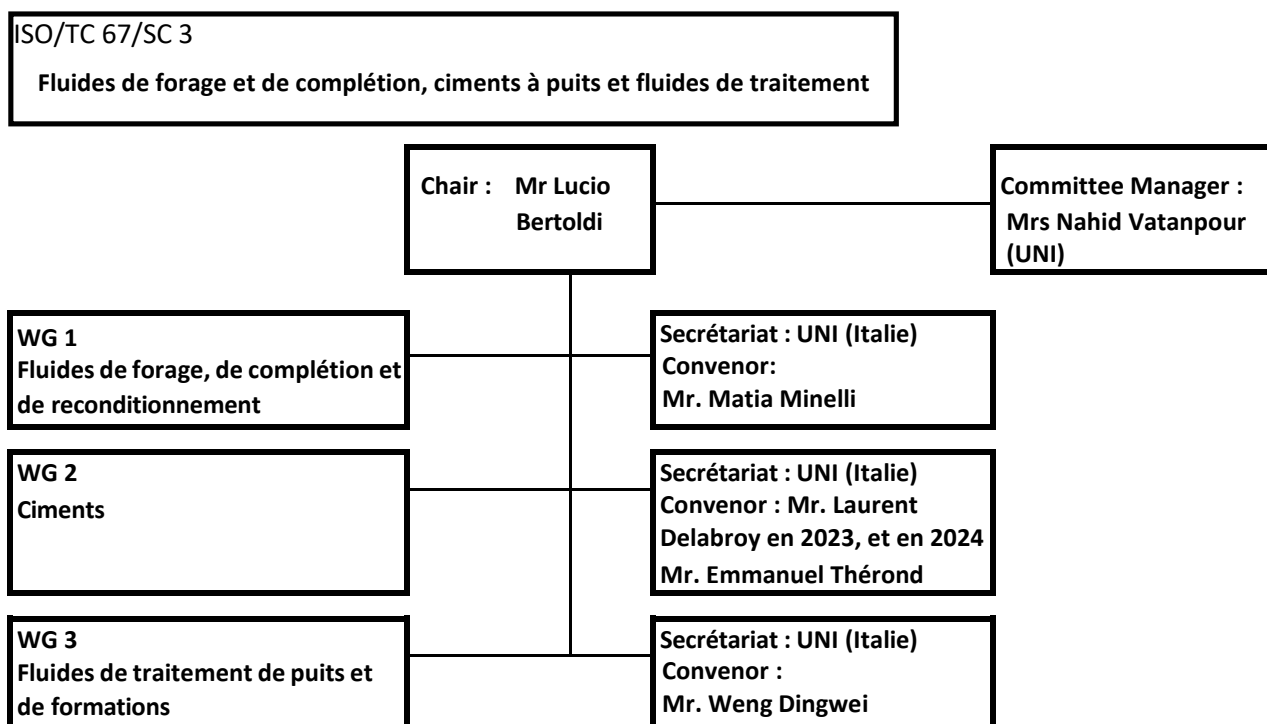 ISO/TC 67/SC 3
Fluides de forage et de complétion, ciments à puits et fluides de traitement
Chair : Mr Lucio
Bertoldi
Committee Manager :
Mrs Nahid Vatanpour
(UNI)
WG 1
Fluides de forage, de complétion et
de reconditionnement
Secrétariat : UNI (Italie)
Convenor:
Mr. Matia Minelli
WG 2
Ciments
Secrétariat : UNI (Italie)
Convenor : Mr. Laurent
Delabroy en 2023, et en 2024
Mr. Emmanuel Thérond
WG 3
Fluides de traitement de puits et
de formations
Secrétariat : UNI (Italie)
Convenor :
Mr. Weng Dingwei